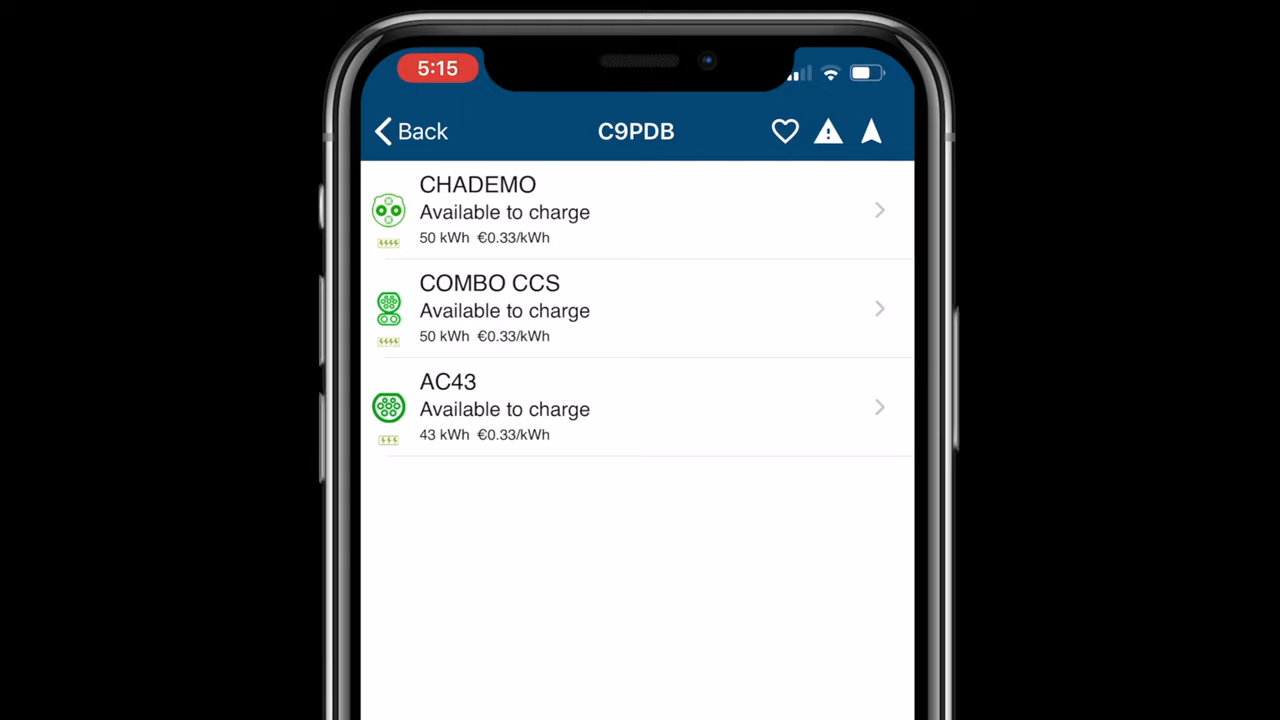 5:15
Back
C9PDB
CHADEMO
Available to charge
50 kWh €0.33/kWh
COMBO CCS
Available to charge
50 kWh €0.33/kWh
AC43
Available to charge
43 kWh €0.33/kWh